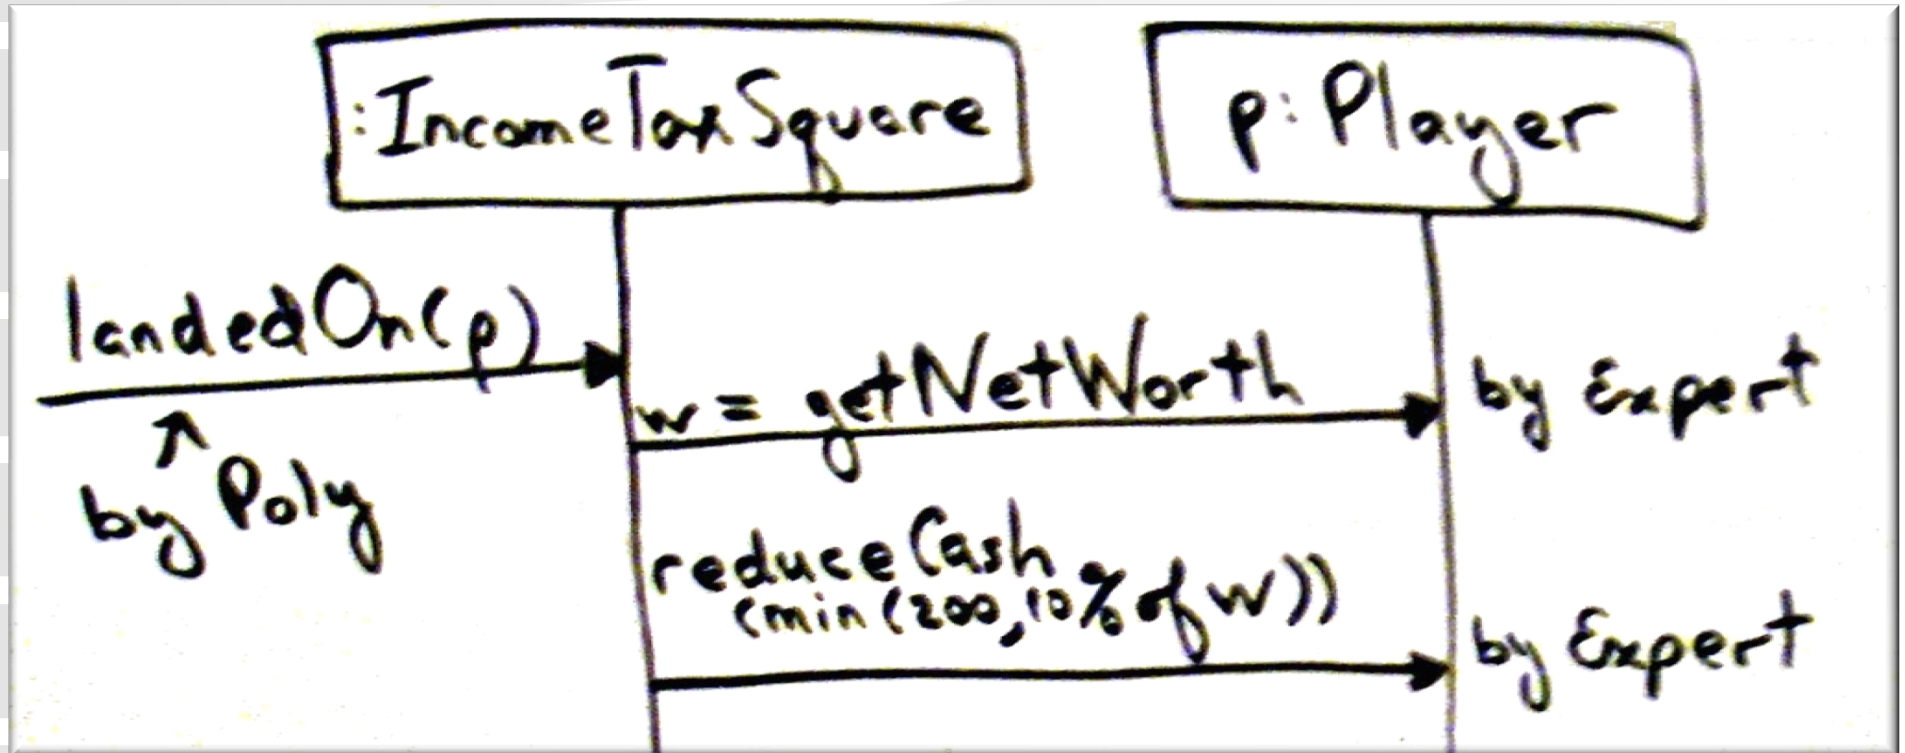 :IncomeTaxSquare
p: Player
landedOn(p)
by Poly
w = getNetWorth
by Expert
reduceCash
(min(200,10% of w))
by Expert